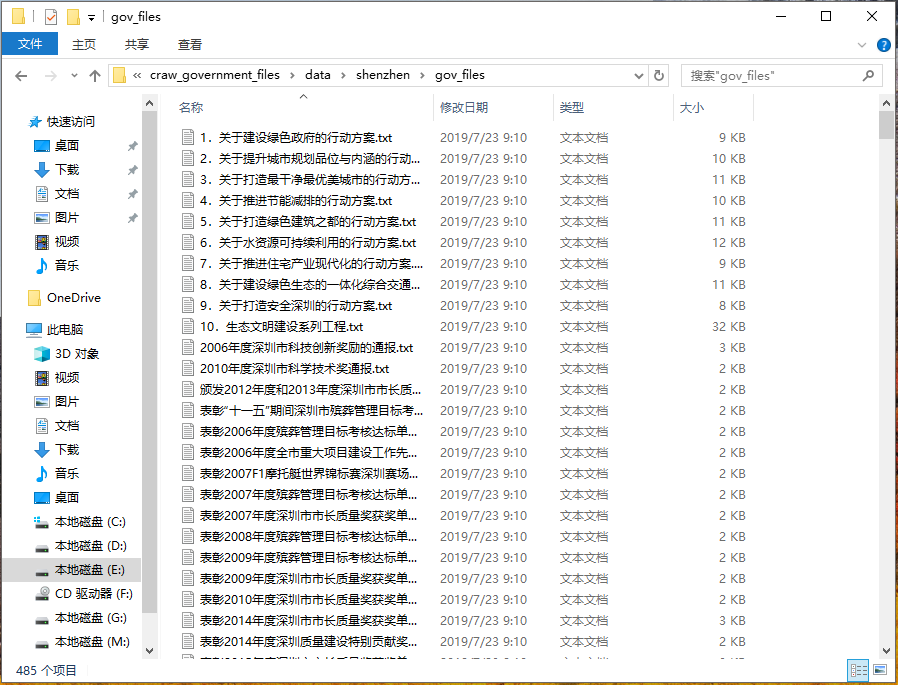 gov_files
文件 主页 共享 查看
« craw_government_files › data › shenzhen › gov_files 搜索"gov_files"
快速访问
桌面
下载
文档
图片
视频
音乐
OneDrive
此电脑
3D 对象
视频
图片
文档
下载
音乐
桌面
本地磁盘 (C:)
本地磁盘 (D:)
本地磁盘 (E:)
CD 驱动器 (F:)
本地磁盘 (G:)
本地磁盘 (M:)
名称 修改日期 类型 大小
1. 关于建设绿色政府的行动方案.txt 2019/7/23 9:10 文本文档 9 KB
2. 关于提升城市规划品位与内涵的行动... 2019/7/23 9:10 文本文档 10 KB
3. 关于打造最干净最优美城市的行动方... 2019/7/23 9:10 文本文档 11 KB
4. 关于推进节能减排的行动方案.txt 2019/7/23 9:10 文本文档 10 KB
5. 关于打造绿色建筑之都的行动方案.txt 2019/7/23 9:10 文本文档 11 KB
6. 关于水资源可持续利用的行动方案.txt 2019/7/23 9:10 文本文档 12 KB
7. 关于推进住宅产业现代化的行动方案.... 2019/7/23 9:10 文本文档 9 KB
8. 关于建设绿色生态的一体化综合交通... 2019/7/23 9:10 文本文档 11 KB
9. 关于打造安全深圳的行动方案.txt 2019/7/23 9:10 文本文档 8 KB
10. 生态文明建设系列工程.txt 2019/7/23 9:10 文本文档 32 KB
2006年度深圳市科技创新奖励的通报.txt 2019/7/23 9:10 文本文档 3 KB
2010年度深圳市科学技术奖通报.txt 2019/7/23 9:10 文本文档 2 KB
颁发2012年度和2013年度深圳市市长质... 2019/7/23 9:10 文本文档 2 KB
表彰“十一五”期间深圳市殡葬管理目标考... 2019/7/23 9:10 文本文档 2 KB
表彰2006年度殡葬管理目标考核达标单... 2019/7/23 9:10 文本文档 2 KB
表彰2006年度全市重大项目建设工作先... 2019/7/23 9:10 文本文档 2 KB
表彰2007F1摩托艇世界锦标赛深圳赛场... 2019/7/23 9:10 文本文档 2 KB
表彰2007年度殡葬管理目标考核达标单... 2019/7/23 9:10 文本文档 2 KB
表彰2007年度深圳市市长质量奖获奖单... 2019/7/23 9:10 文本文档 2 KB
表彰2008年度殡葬管理目标考核达标单... 2019/7/23 9:10 文本文档 2 KB
表彰2009年度殡葬管理目标考核达标单... 2019/7/23 9:10 文本文档 2 KB
表彰2009年度深圳市市长质量奖获奖单... 2019/7/23 9:10 文本文档 2 KB
表彰2010年度深圳市市长质量奖获奖单... 2019/7/23 9:10 文本文档 2 KB
表彰2014年度深圳市市长质量奖获奖单... 2019/7/23 9:10 文本文档 3 KB
表彰2014年度深圳质量建设特别贡献奖... 2019/7/23 9:10 文本文档 2 KB
485 个项目